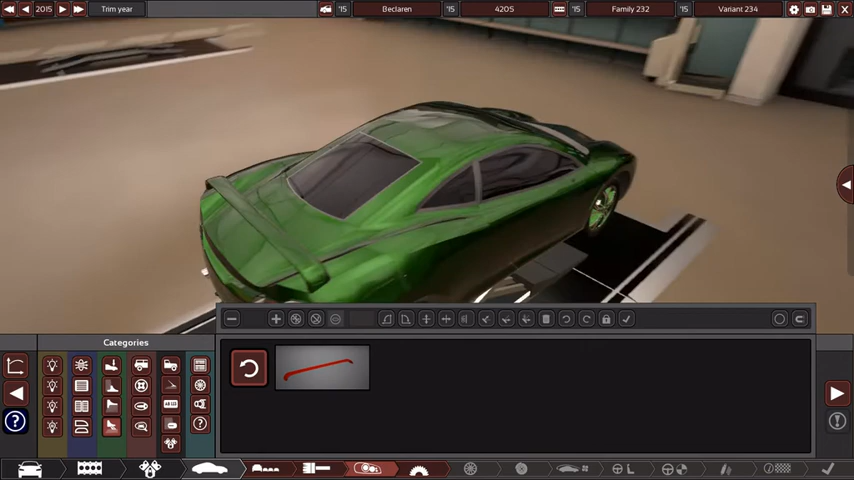 2015 Trim year '15 Beclaren '15 4205 '15 Family 232 '15 Variant 234
Categories